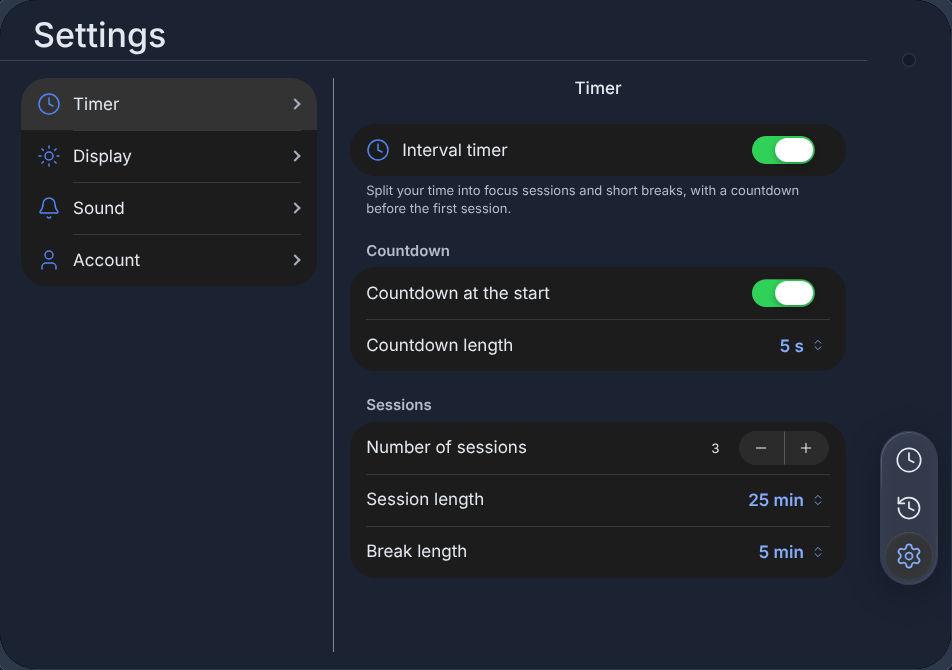 Settings
Timer
Display
Sound
Account
Timer
Interval timer
Split your time into focus sessions and short breaks, with a countdown
before the first session.
Countdown
Countdown at the start
Countdown length 5 s
Sessions
Number of sessions 3 − +
Session length 25 min
Break length 5 min